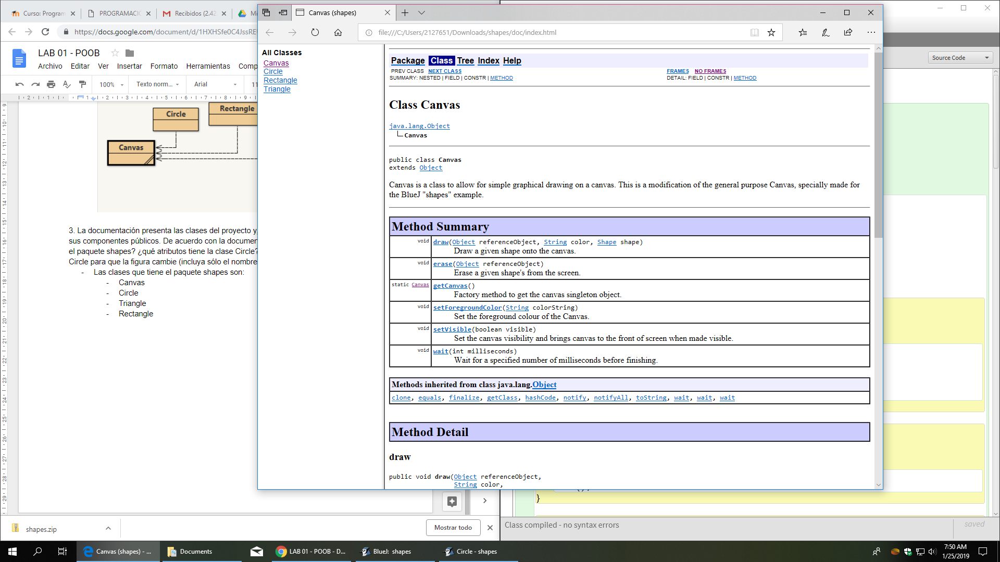 Curso: Program
PROGRAMACIO
Recibidos (2.42
Mi
https://docs.google.com/document/d/1HXHSfe0C4JssRE
LAB 01 - POOB
Archivo Editar Ver Insertar Formato Herramientas Comp
100% Texto norm... Arial 11
Circle
Rectangle
Canvas
3. La documentación presenta las clases del proyecto y,
sus componentes públicos. De acuerdo con la documen
el paquete shapes? ¿qué atributos tiene la clase Circle?
Circle para que la figura cambie (incluya sólo el nombre
- Las clases que tiene el paquete shapes son:
- Canvas
- Circle
- Triangle
- Rectangle
shapes.zip
Mostrar todo
Canvas (shapes)
file:///C:/Users/2127651/Downloads/shapes/doc/index.html
All Classes
Canvas
Circle
Rectangle
Triangle
Package Class Tree Index Help
PREV CLASS NEXT CLASS FRAMES NO FRAMES
SUMMARY: NESTED | FIELD | CONSTR | METHOD DETAIL: FIELD | CONSTR | METHOD
Class Canvas
java.lang.Object
Canvas
public class Canvas
extends Object
Canvas is a class to allow for simple graphical drawing on a canvas. This is a modification of the general purpose Canvas, specially made for
the BlueJ "shapes" example.
Method Summary
void draw(Object referenceObject, String color, Shape shape)
Draw a given shape onto the canvas.
void erase(Object referenceObject)
Erase a given shape's from the screen.
static Canvas getCanvas()
Factory method to get the canvas singleton object.
void setForegroundColor(String colorString)
Set the foreground colour of the Canvas.
void setVisible(boolean visible)
Set the canvas visibility and brings canvas to the front of screen when made visible.
void wait(int milliseconds)
Wait for a specified number of milliseconds before finishing.
Methods inherited from class java.lang.Object
clone, equals, finalize, getClass, hashCode, notify, notifyAll, toString, wait, wait, wait
Method Detail
draw
public void draw(Object referenceObject,
String color,
Source Code
}
Class compiled - no syntax errors
saved
Canvas (shapes) - ...
Documents
LAB 01 - POOB - D...
BlueJ: shapes
Circle - shapes
7:50 AM
1/25/2019